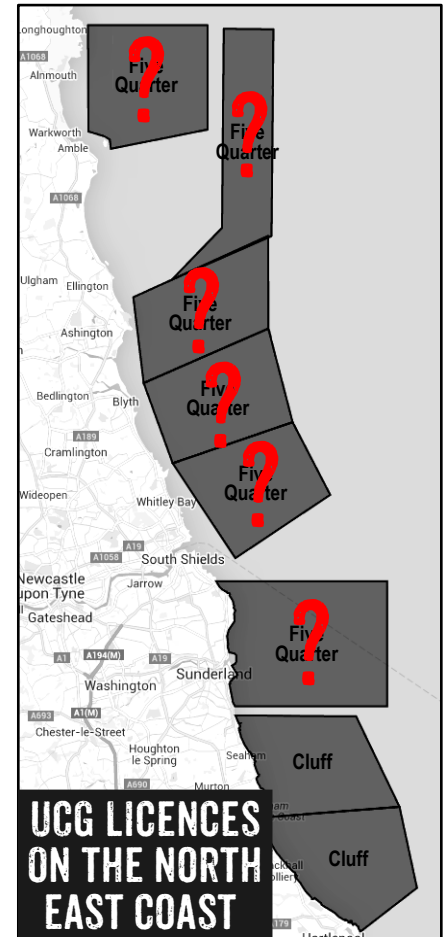 Longhoughton
A1068
Alnmouth
Five
Quarter
?
Five
Quarter
?
Warkworth
Amble
A1068
Ulgham
Ellington
Five
Quarter
?
Ashington
Bedlington
Blyth
Five
Quarter
?
A189
Cramlington
Five
Quarter
?
Wideopen
Whitley Bay
A1058
South Shields
Newcastle
upon Tyne
Jarrow
Gateshead
Five
Quarter
?
A1
A194(M)
A19
Sunderland
Washington
A693
A1(M)
Chester-le-Street
Houghton
le Spring
Seaham
Cluff
A690
Murton
Cluff
UCG LICENCES
ON THE NORTH
EAST COAST
A179
Hartlepool